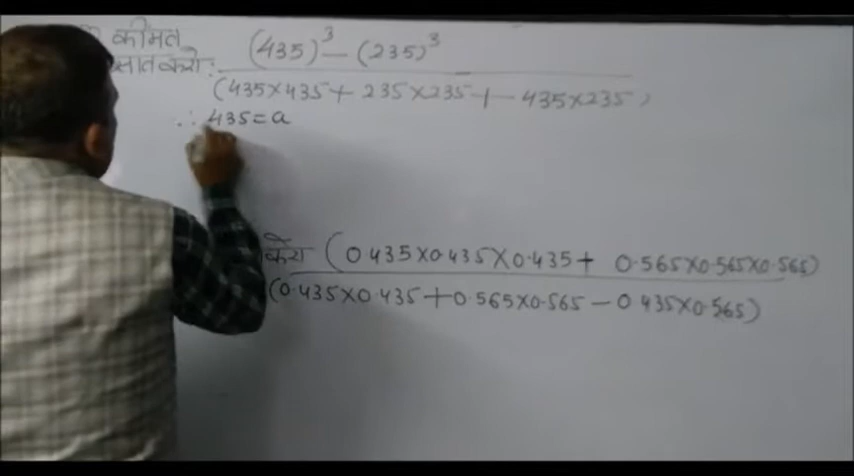 कीमत (435)³ − (235)³
ज्ञात करो: (435×435 + 235×235 + − 435×235)
∴ 435 = a
करो (0.435×0.435×0.435 + 0.565×0.565×0.565)
(0.435×0.435 + 0.565×0.565 − 0.435×0.565)